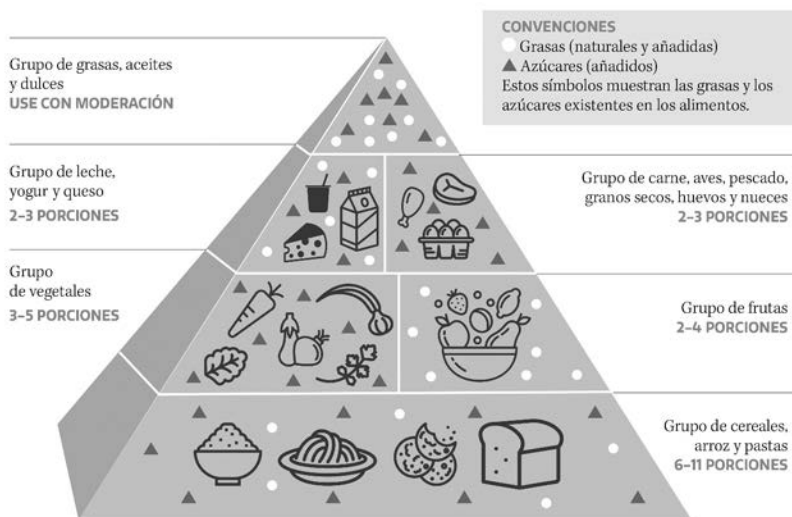 CONVENCIONES
Grasas (naturales y añadidas)
Azúcares (añadidos)
Estos símbolos muestran las grasas y los
azúcares existentes en los alimentos.
Grupo de grasas, aceites
y dulces
USE CON MODERACIÓN
Grupo de leche,
yogur y queso
2–3 PORCIONES
Grupo de carne, aves, pescado,
granos secos, huevos y nueces
2–3 PORCIONES
Grupo
de vegetales
3–5 PORCIONES
Grupo de frutas
2–4 PORCIONES
Grupo de cereales,
arroz y pastas
6–11 PORCIONES